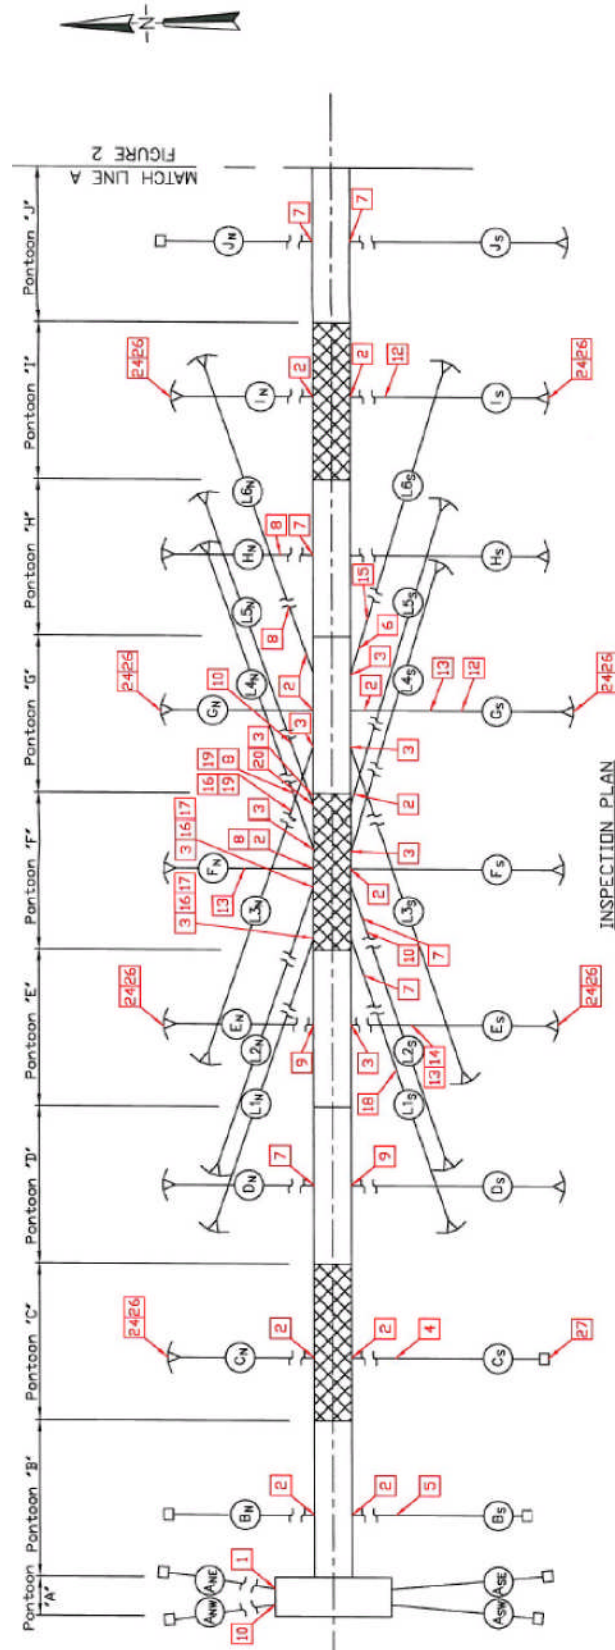 N
MATCH LINE A
FIGURE 2
Pontoon "A"
Pontoon "B"
Pontoon "C"
Pontoon "D"
Pontoon "E"
Pontoon "F"
Pontoon "G"
Pontoon "H"
Pontoon "I"
Pontoon "J"
24 26
24 26
24 26
24 26
3 16 17
3 16 17
16 19
19 8
20
10
3
8 2
3
3
13
ANW
ANE
BN
CN
DN
L1N
L2N
EN
L3N
FN
GN
L4N
L5N
HN
L6N
IN
JN
10
1
2
2
7
9
2
8
8
7
2
7
2
2
9
3
7
10
7
2
3
2
3
2
3
6
15
2
12
7
5
4
18
13 14
13
12
ASW
ASE
BS
CS
DS
L1S
L2S
ES
L3S
FS
GS
L4S
L5S
HS
L6S
IS
JS
27
24 26
24 26
24 26
INSPECTION PLAN